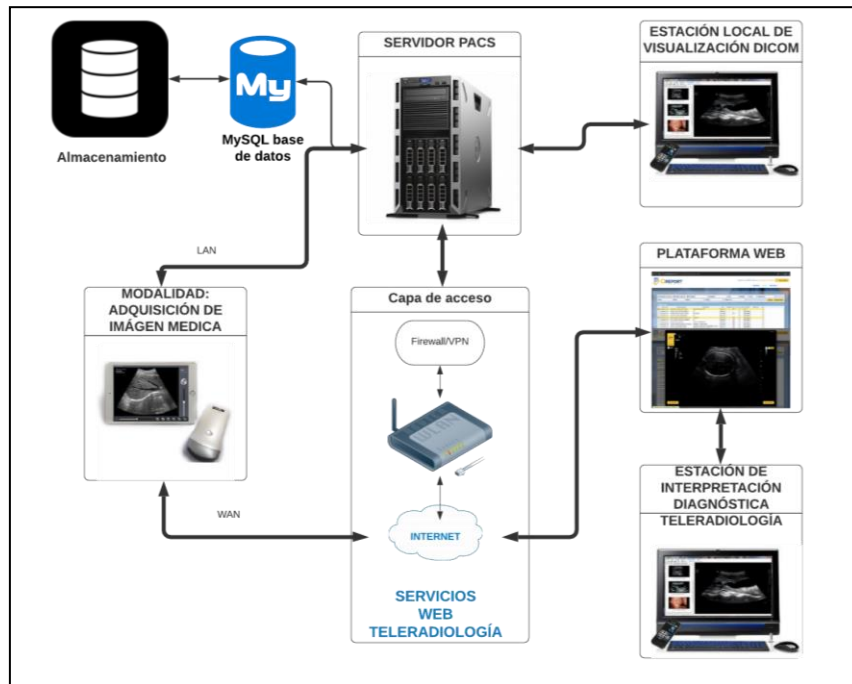 SERVIDOR PACS
ESTACIÓN LOCAL DE
VISUALIZACIÓN DICOM
My
MySQL base
de datos
Almacenamiento
LAN
PLATAFORMA WEB
MODALIDAD:
ADQUISICIÓN DE
IMÁGEN MEDICA
Capa de acceso
Firewall/VPN
WLAN
WAN
INTERNET
SERVICIOS
WEB
TELERADIOLOGÍA
ESTACIÓN DE
INTERPRETACIÓN
DIAGNÓSTICA
TELERADIOLOGÍA